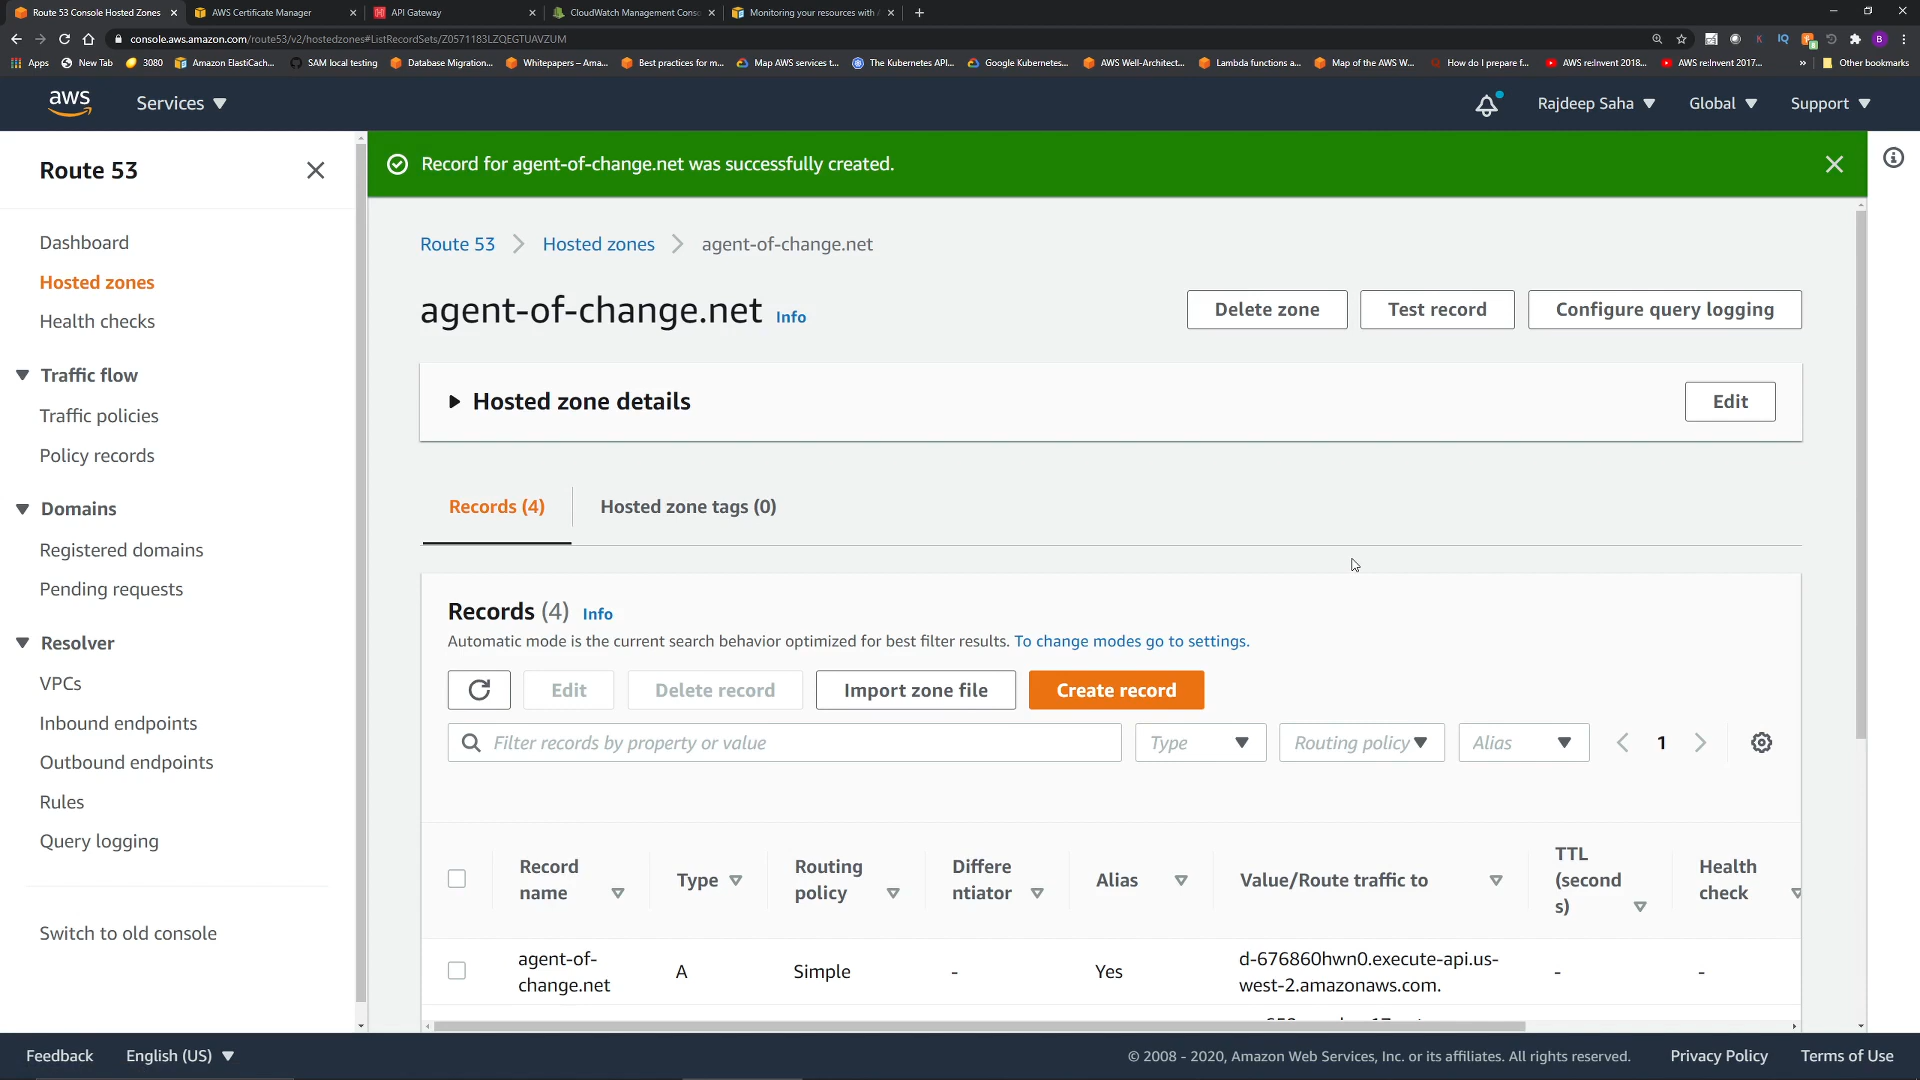 Route 53 Console Hosted Zones
AWS Certificate Manager
API Gateway
CloudWatch Management Conso
Monitoring your resources with
console.aws.amazon.com/route53/v2/hostedzones#ListRecordSets/Z0571183LZQEGTUAVZUM
Apps
New Tab
3080
Amazon ElastiCach...
SAM local testing
Database Migration...
Whitepapers – Ama...
Best practices for m...
Map AWS services t...
The Kubernetes API...
Google Kubernetes...
AWS Well-Architect...
Lambda functions a...
Map of the AWS W...
How do I prepare f...
AWS re:Invent 2018...
AWS re:Invent 2017...
Other bookmarks
aws
Services
Rajdeep Saha
Global
Support
Route 53
Dashboard
Hosted zones
Health checks
Traffic flow
Traffic policies
Policy records
Domains
Registered domains
Pending requests
Resolver
VPCs
Inbound endpoints
Outbound endpoints
Rules
Query logging
Switch to old console
Record for agent-of-change.net was successfully created.
Route 53
Hosted zones
agent-of-change.net
agent-of-change.net Info
Delete zone
Test record
Configure query logging
Hosted zone details
Edit
Records (4)
Hosted zone tags (0)
Records (4) Info
Automatic mode is the current search behavior optimized for best filter results. To change modes go to settings.
Edit
Delete record
Import zone file
Create record
Filter records by property or value
Type
Routing policy
Alias
1
Record
name
Type
Routing
policy
Differe
ntiator
Alias
Value/Route traffic to
TTL
(second
s)
Health
check
agent-of-
change.net
A
Simple
-
Yes
d-676860hwn0.execute-api.us-
west-2.amazonaws.com.
-
-
Feedback
English (US)
© 2008 - 2020, Amazon Web Services, Inc. or its affiliates. All rights reserved.
Privacy Policy
Terms of Use